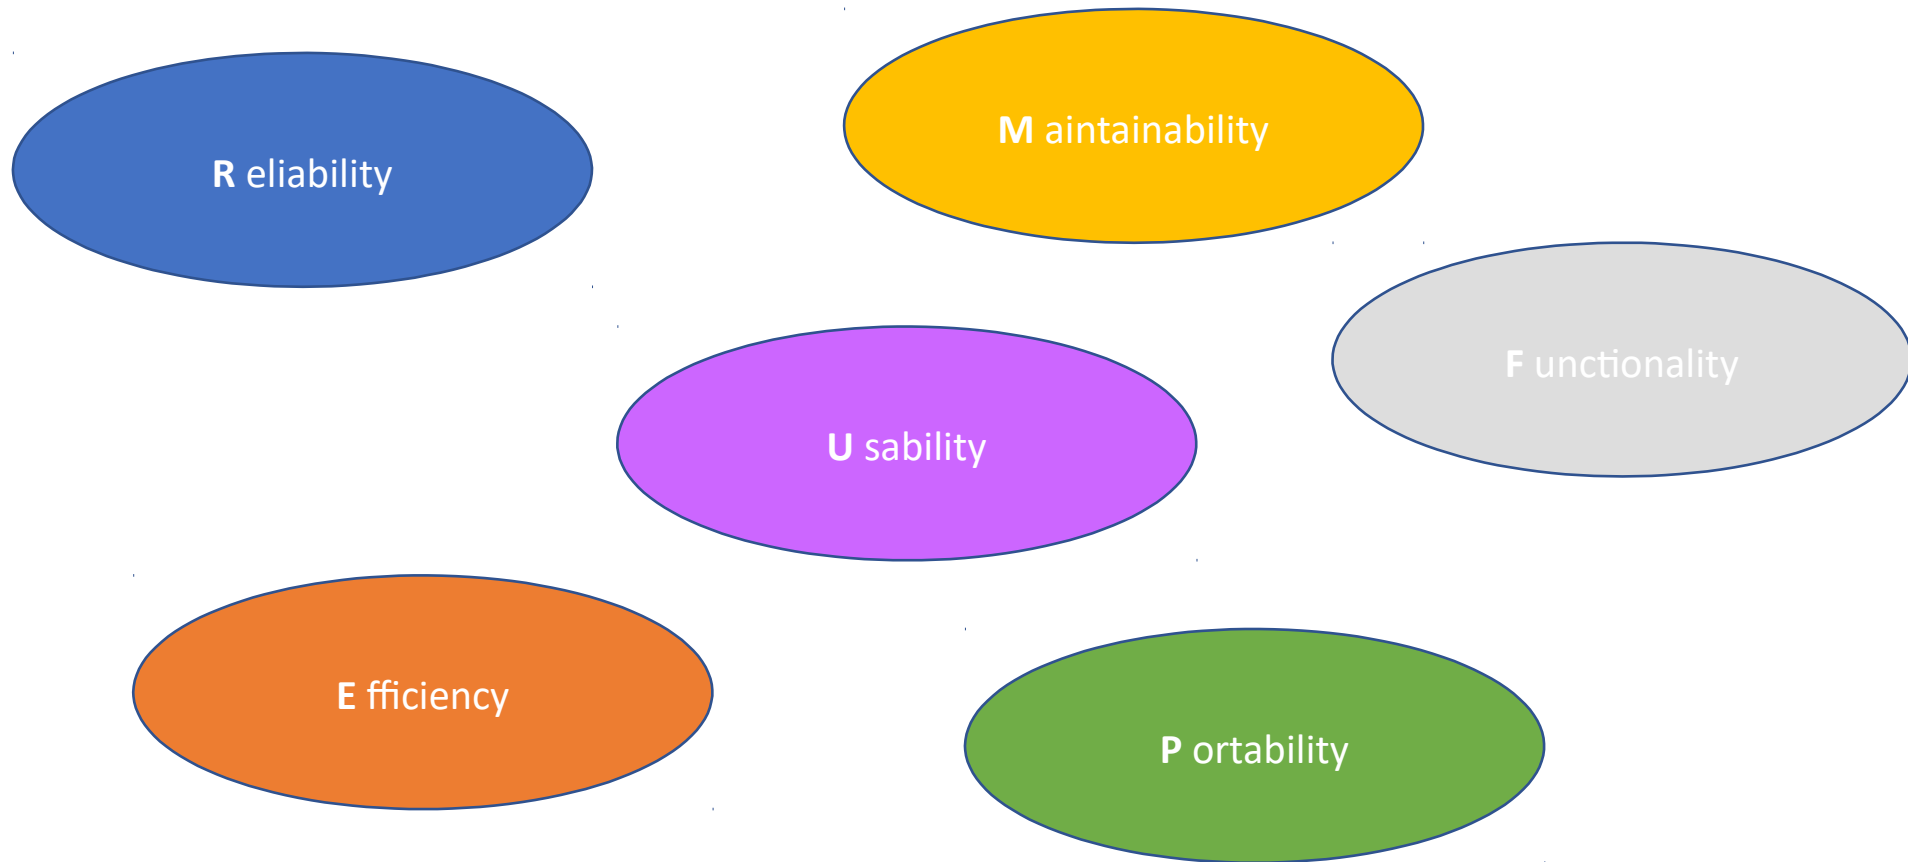 M aintainability
R eliability
F unctionality
U sability
E fficiency
P ortability